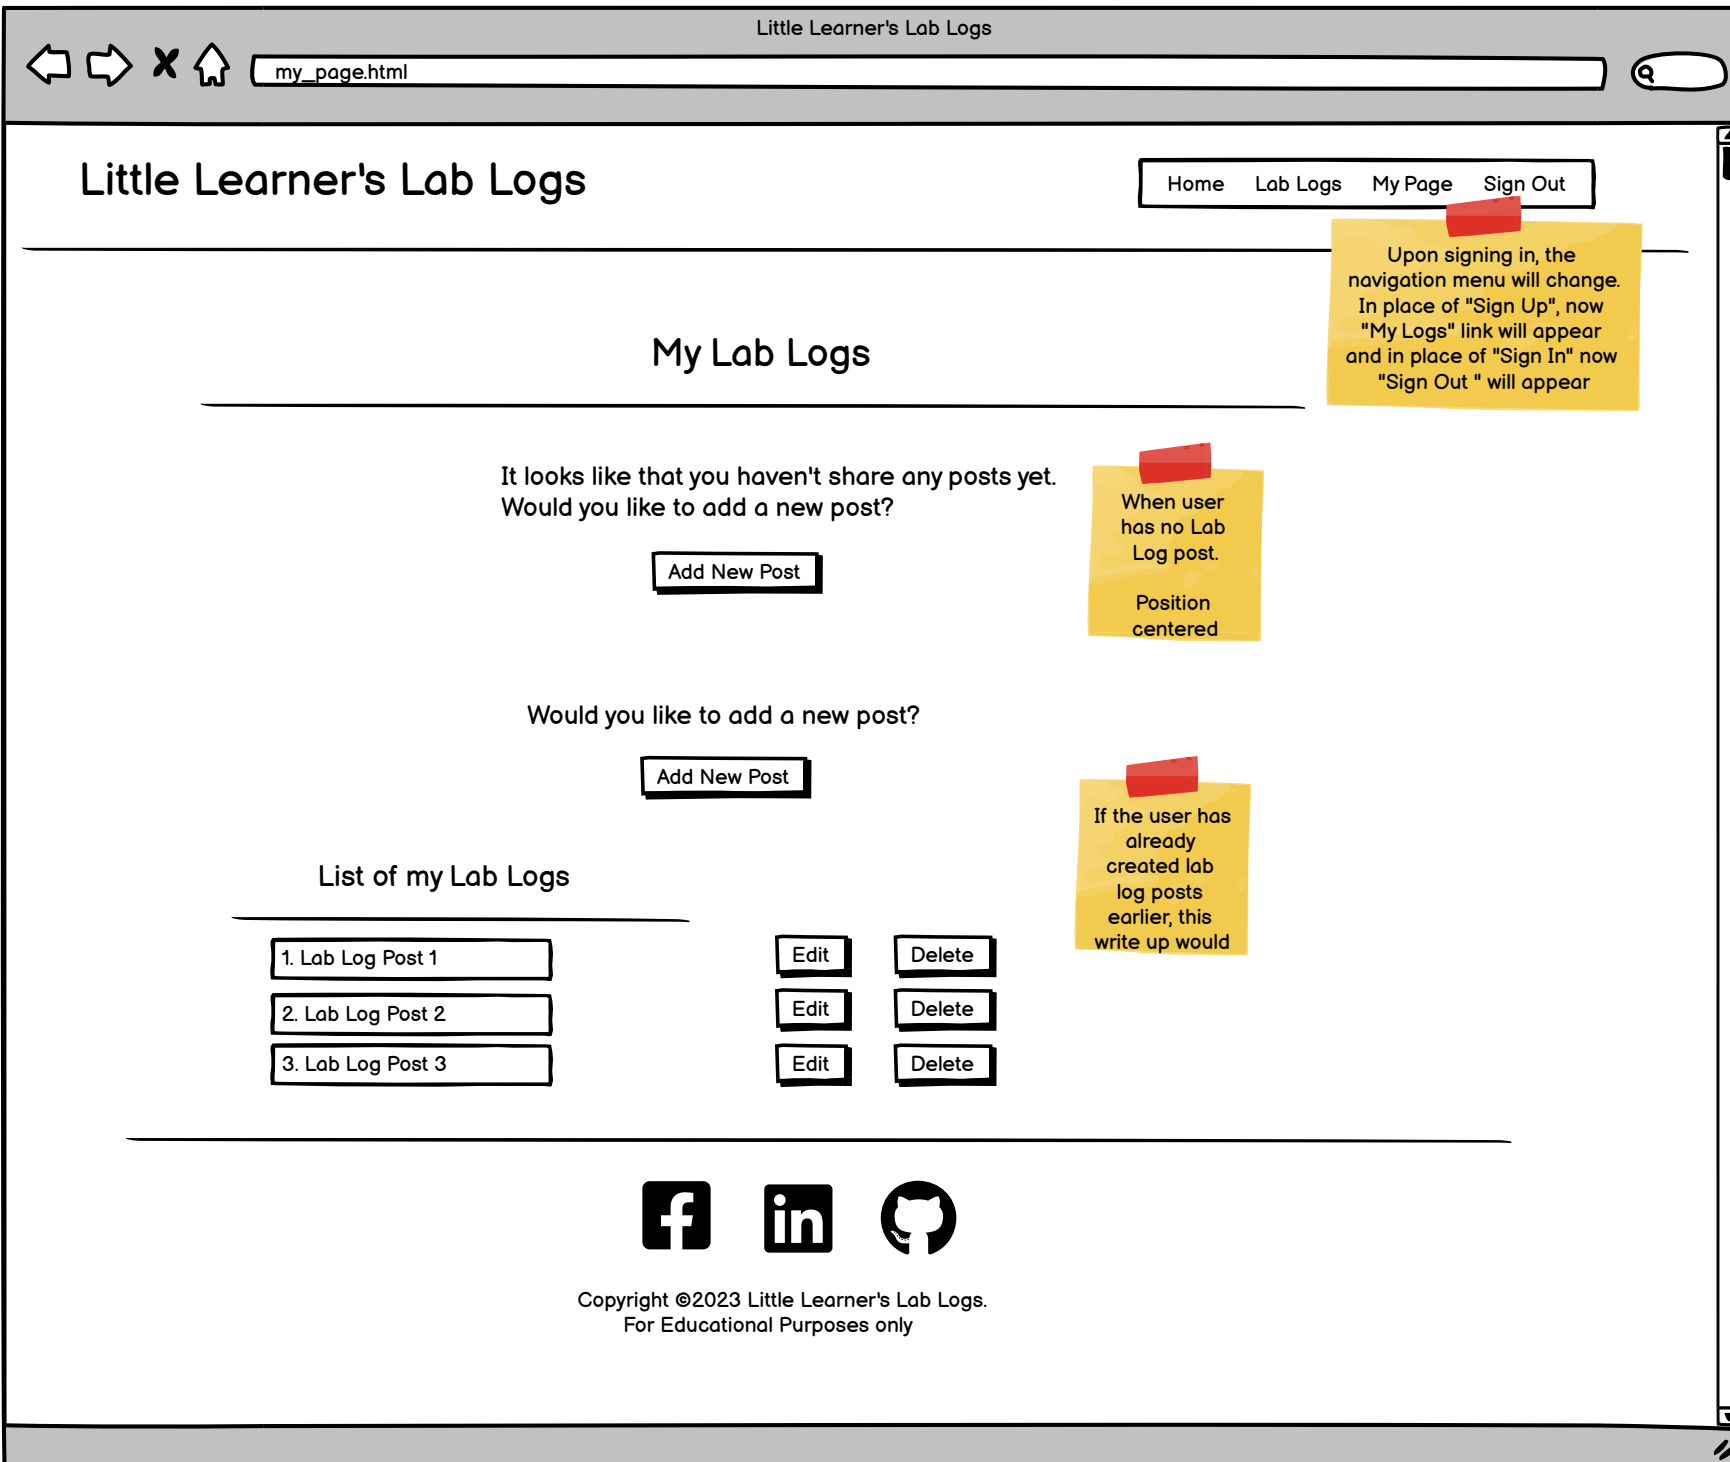 Little Learner's Lab Logs
my_page.html
Little Learner's Lab Logs
Home Lab Logs My Page Sign Out
Upon signing in, the
navigation menu will change.
In place of "Sign Up", now
"My Logs" link will appear
and in place of "Sign In" now
"Sign Out " will appear
My Lab Logs
It looks like that you haven't share any posts yet.
Would you like to add a new post?
Add New Post
When user
has no Lab
Log post.
Position
centered
Would you like to add a new post?
Add New Post
If the user has
already
created lab
log posts
earlier, this
write up would
List of my Lab Logs
1. Lab Log Post 1 Edit Delete
2. Lab Log Post 2 Edit Delete
3. Lab Log Post 3 Edit Delete
f in
Copyright ©2023 Little Learner's Lab Logs.
For Educational Purposes only